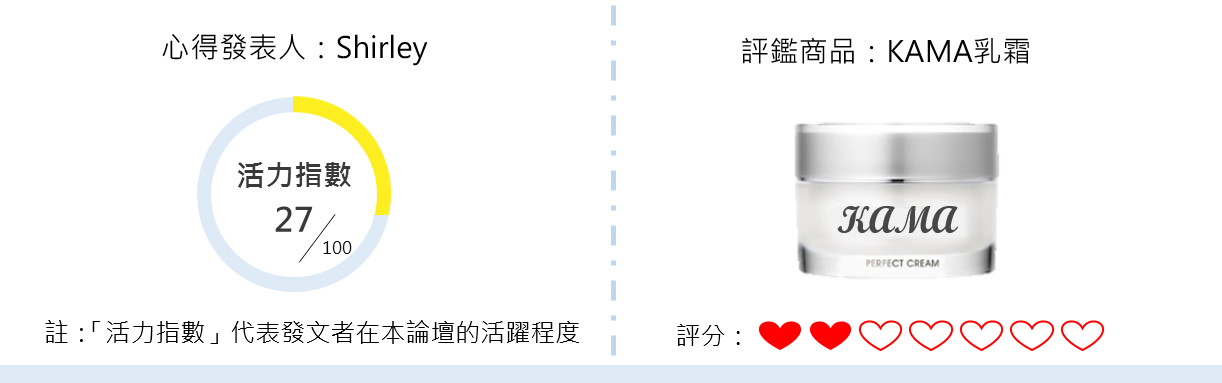 心得發表人：Shirley
活力指數
27/100
註：「活力指數」代表發文者在本論壇的活躍程度
評鑑商品：KAMA乳霜
KAMA
PERFECT CREAM
評分：